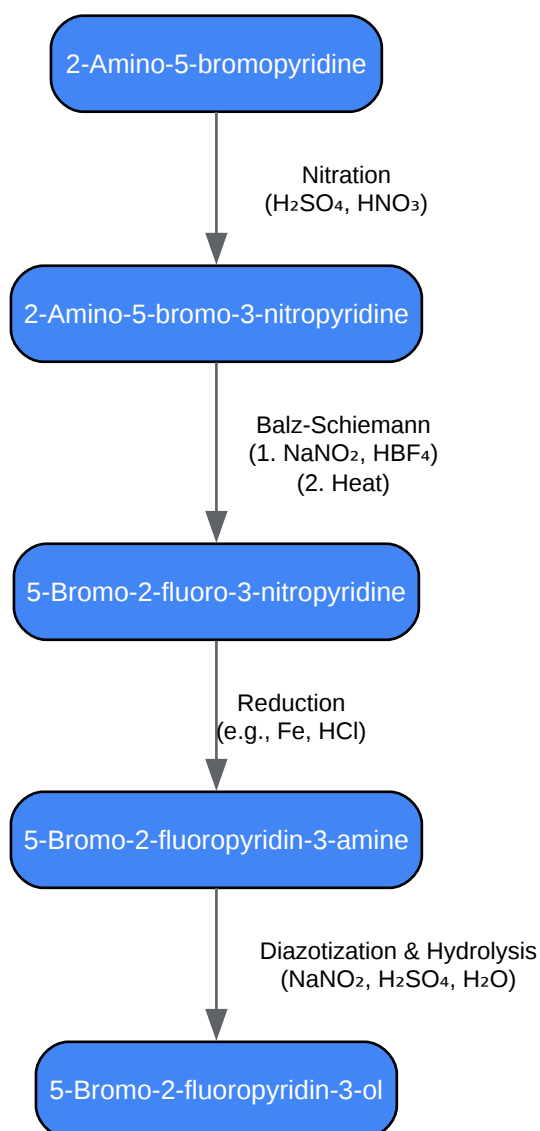 2-Amino-5-bromopyridine
Nitration
(H₂SO₄, HNO₃)
2-Amino-5-bromo-3-nitropyridine
Balz-Schiemann
(1. NaNO₂, HBF₄)
(2. Heat)
5-Bromo-2-fluoro-3-nitropyridine
Reduction
(e.g., Fe, HCl)
5-Bromo-2-fluoropyridin-3-amine
Diazotization & Hydrolysis
(NaNO₂, H₂SO₄, H₂O)
5-Bromo-2-fluoropyridin-3-ol